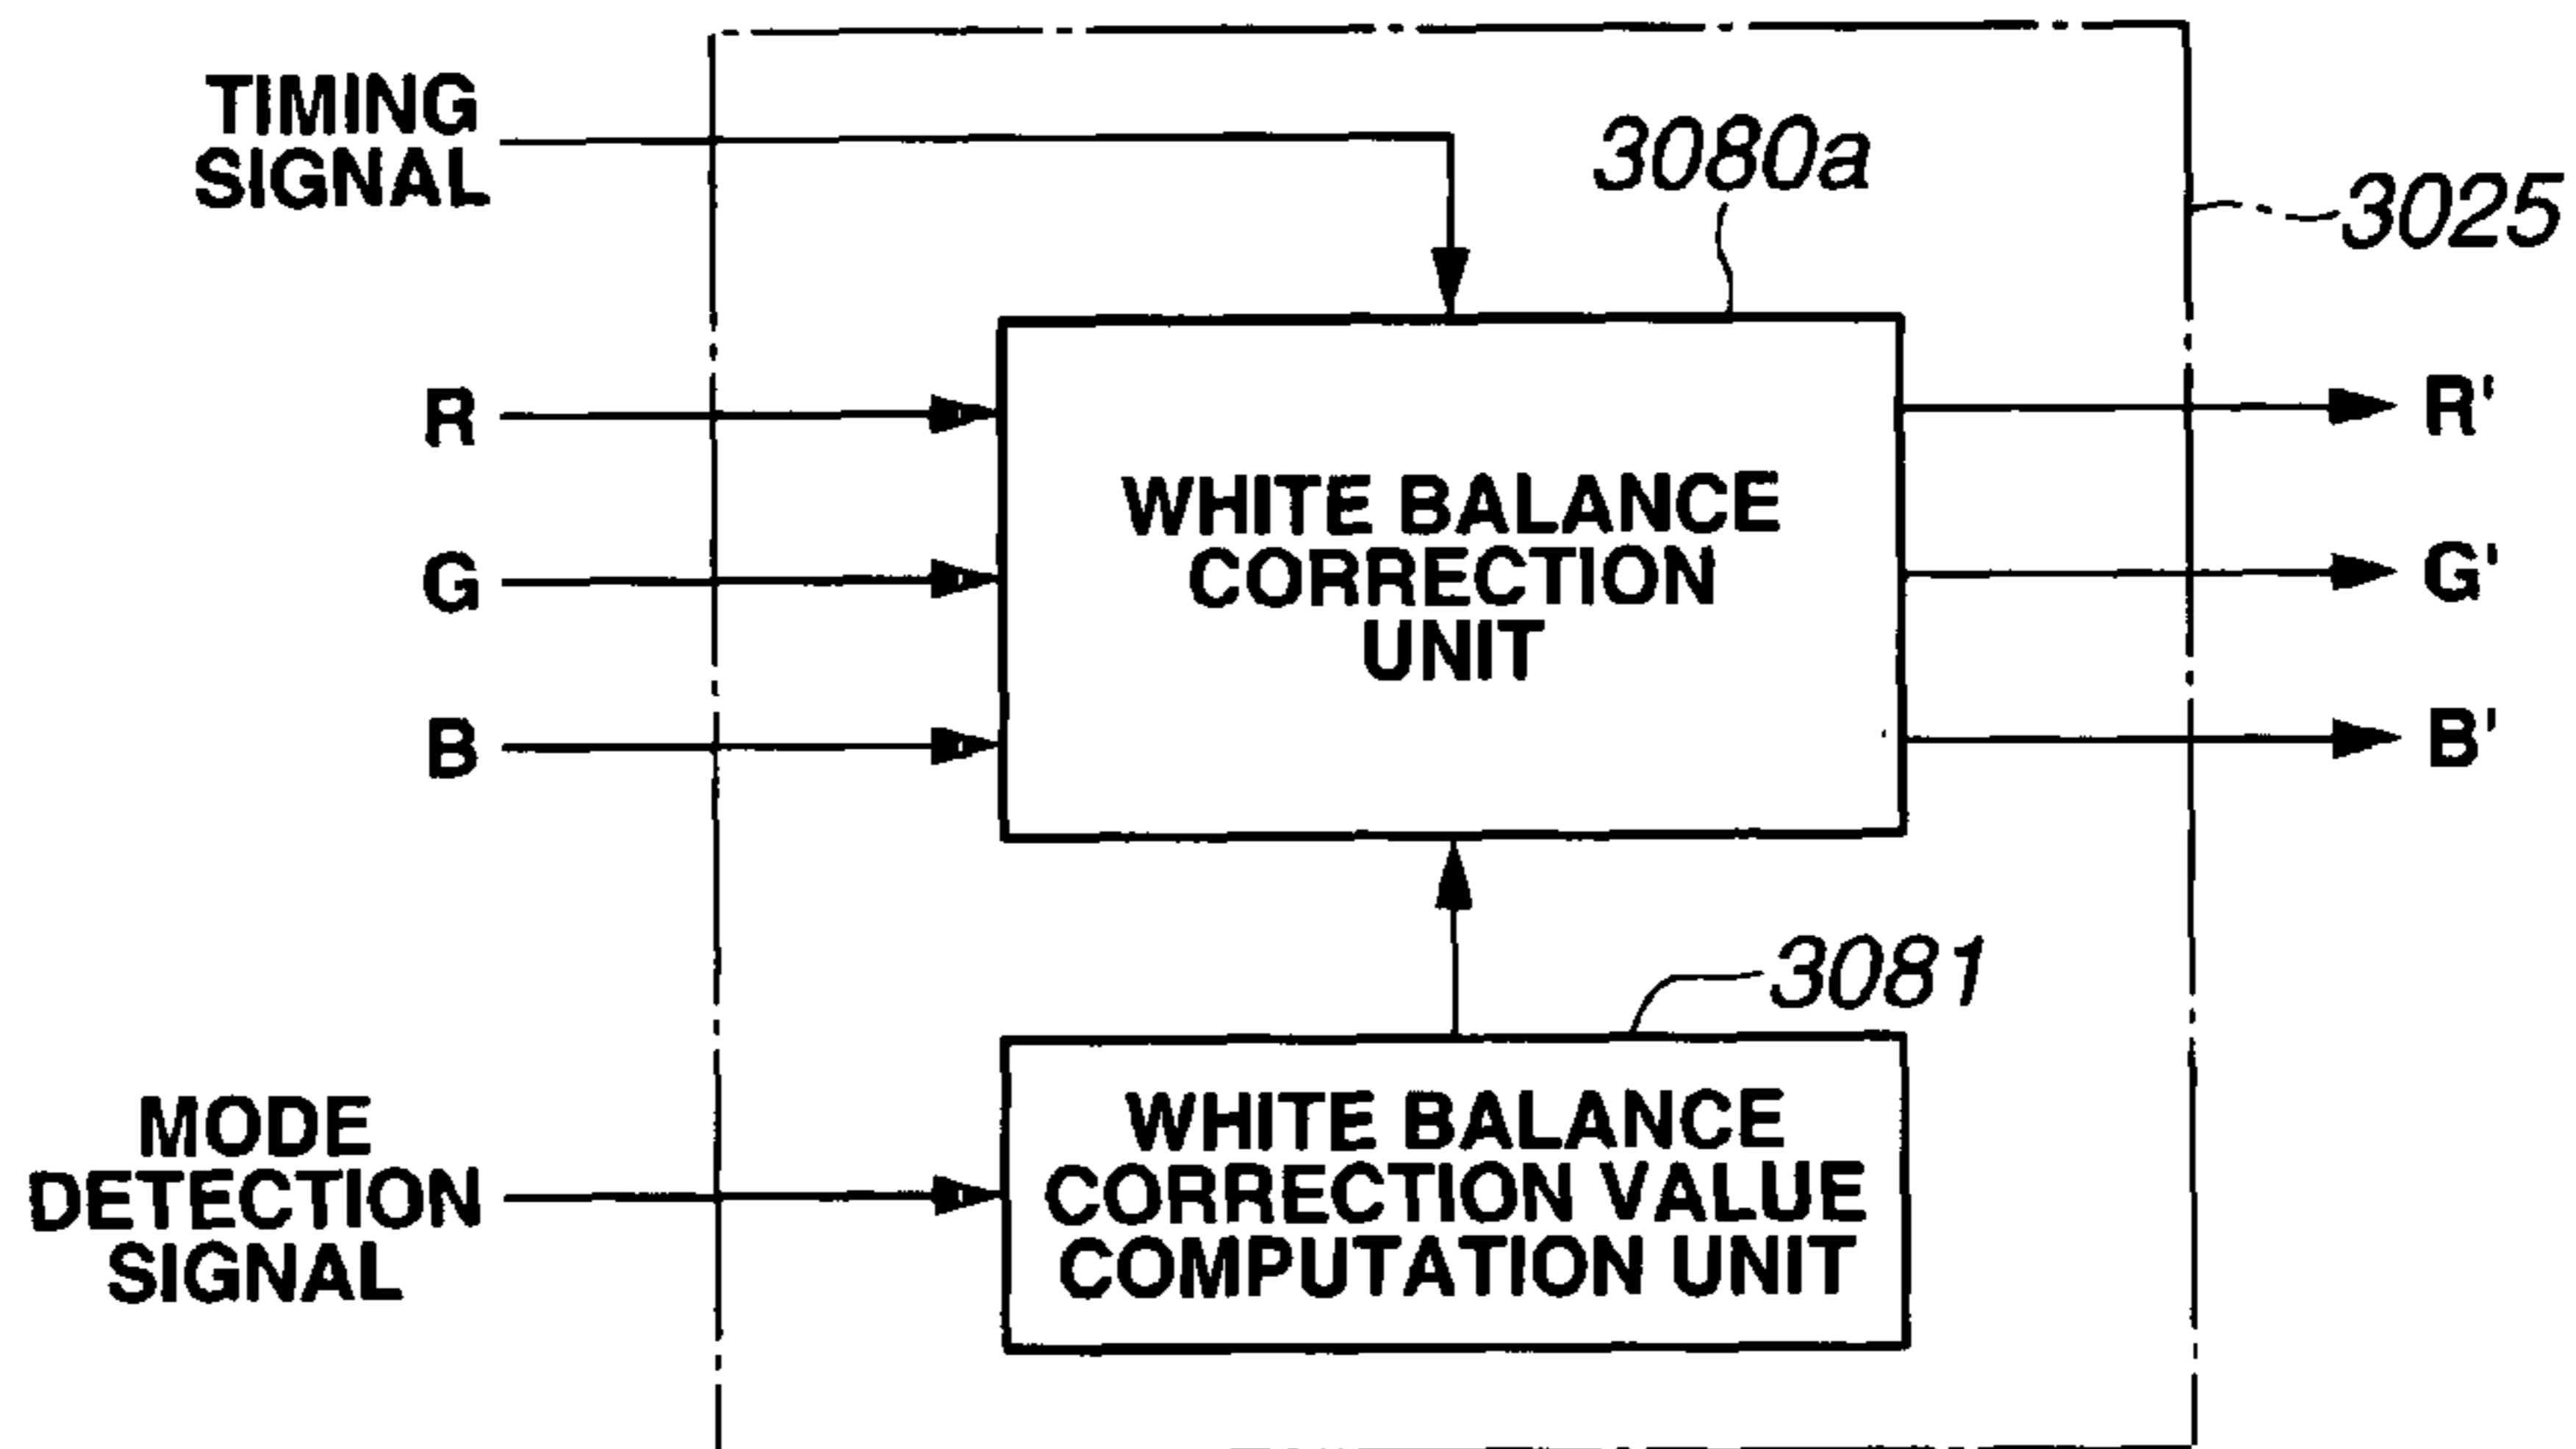 TIMING
SIGNAL
3080a
3025
R
R'
WHITE BALANCE
CORRECTION
UNIT
G
G'
B
B'
3081
MODE
DETECTION
SIGNAL
WHITE BALANCE
CORRECTION VALUE
COMPUTATION UNIT